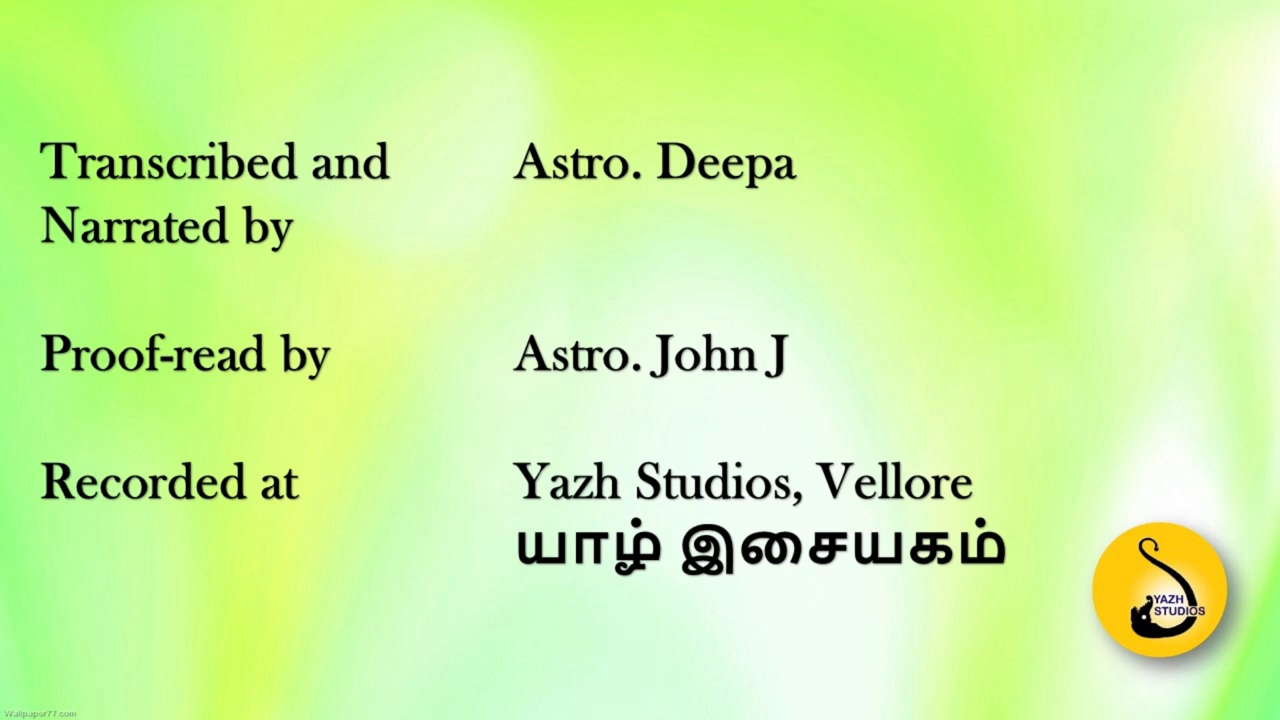 Transcribed and Narrated by
Astro. Deepa
Proof-read by
Astro. John J
Recorded at
Yazh Studios, Vellore
யாழ் இசையகம்
YAZH
STUDIOS
Wallpaper77.com